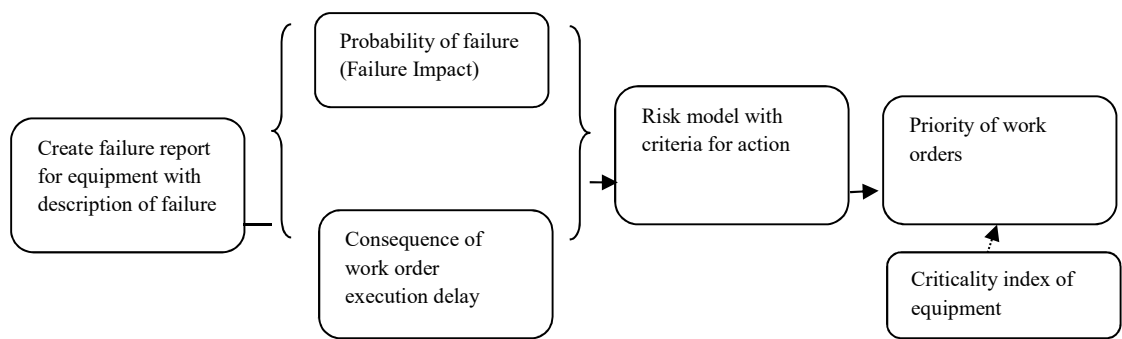 Create failure report
for equipment with
description of failure
Probability of failure
(Failure Impact)
Consequence of
work order
execution delay
Risk model with
criteria for action
Priority of work
orders
Criticality index of
equipment